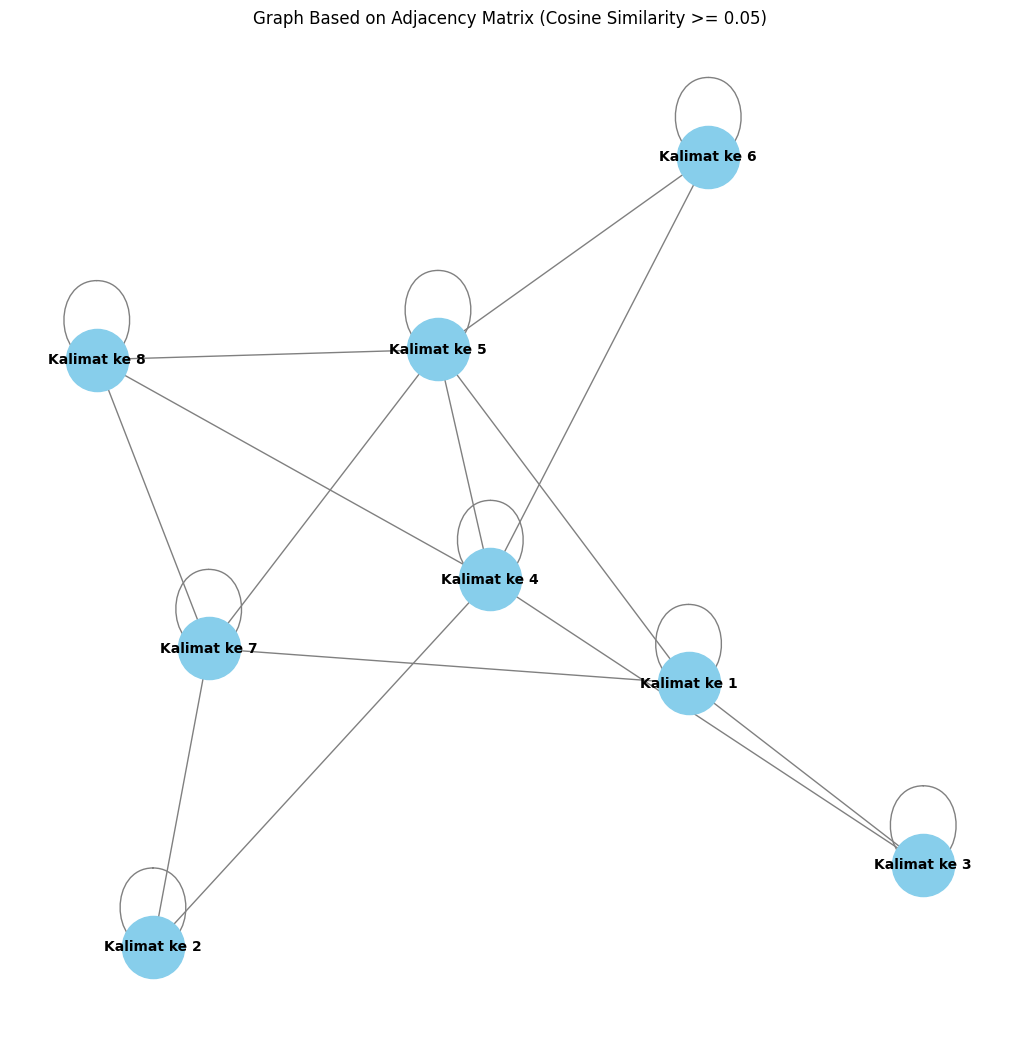 Graph Based on Adjacency Matrix (Cosine Similarity >= 0.05)
Kalimat ke 6
Kalimat ke 5
Kalimat ke 8
Kalimat ke 4
Kalimat ke 7
Kalimat ke 1
Kalimat ke 3
Kalimat ke 2